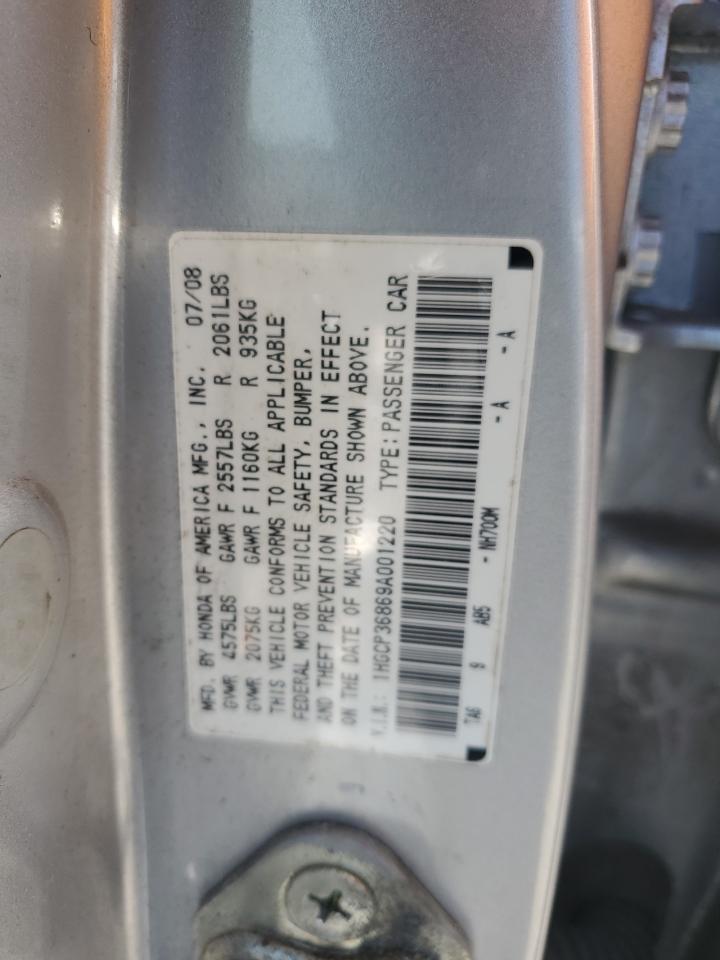 MFD. BY HONDA OF AMERICA MFG., INC. 07/08
GVWR 4575LBS GAWR F 2557LBS R 2061LBS
GVWR 2075KG GAWR F 1160KG R 935KG
THIS VEHICLE CONFORMS TO ALL APPLICABLE
FEDERAL MOTOR VEHICLE SAFETY, BUMPER,
AND THEFT PREVENTION STANDARDS IN EFFECT
ON THE DATE OF MANUFACTURE SHOWN ABOVE.
V.I.N.: 1HGCP36869A001220 TYPE: PASSENGER CAR
TA6 9 AB5 - NH700M - A - A